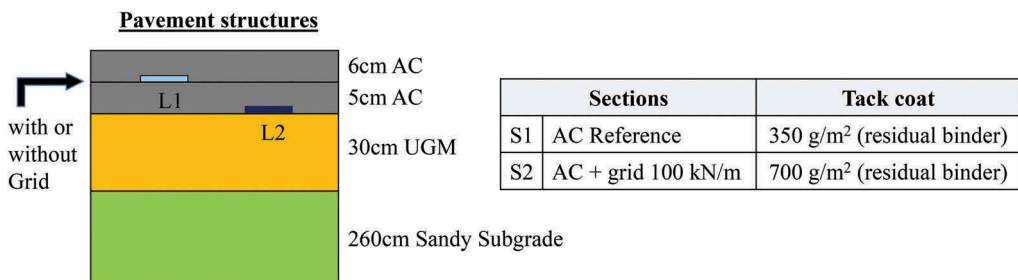 Pavement structures
6cm AC
L1
5cm AC
L2
with or
without
Grid
30cm UGM
260cm Sandy Subgrade
Sections Tack coat
S1 AC Reference 350 g/m² (residual binder)
S2 AC + grid 100 kN/m 700 g/m² (residual binder)